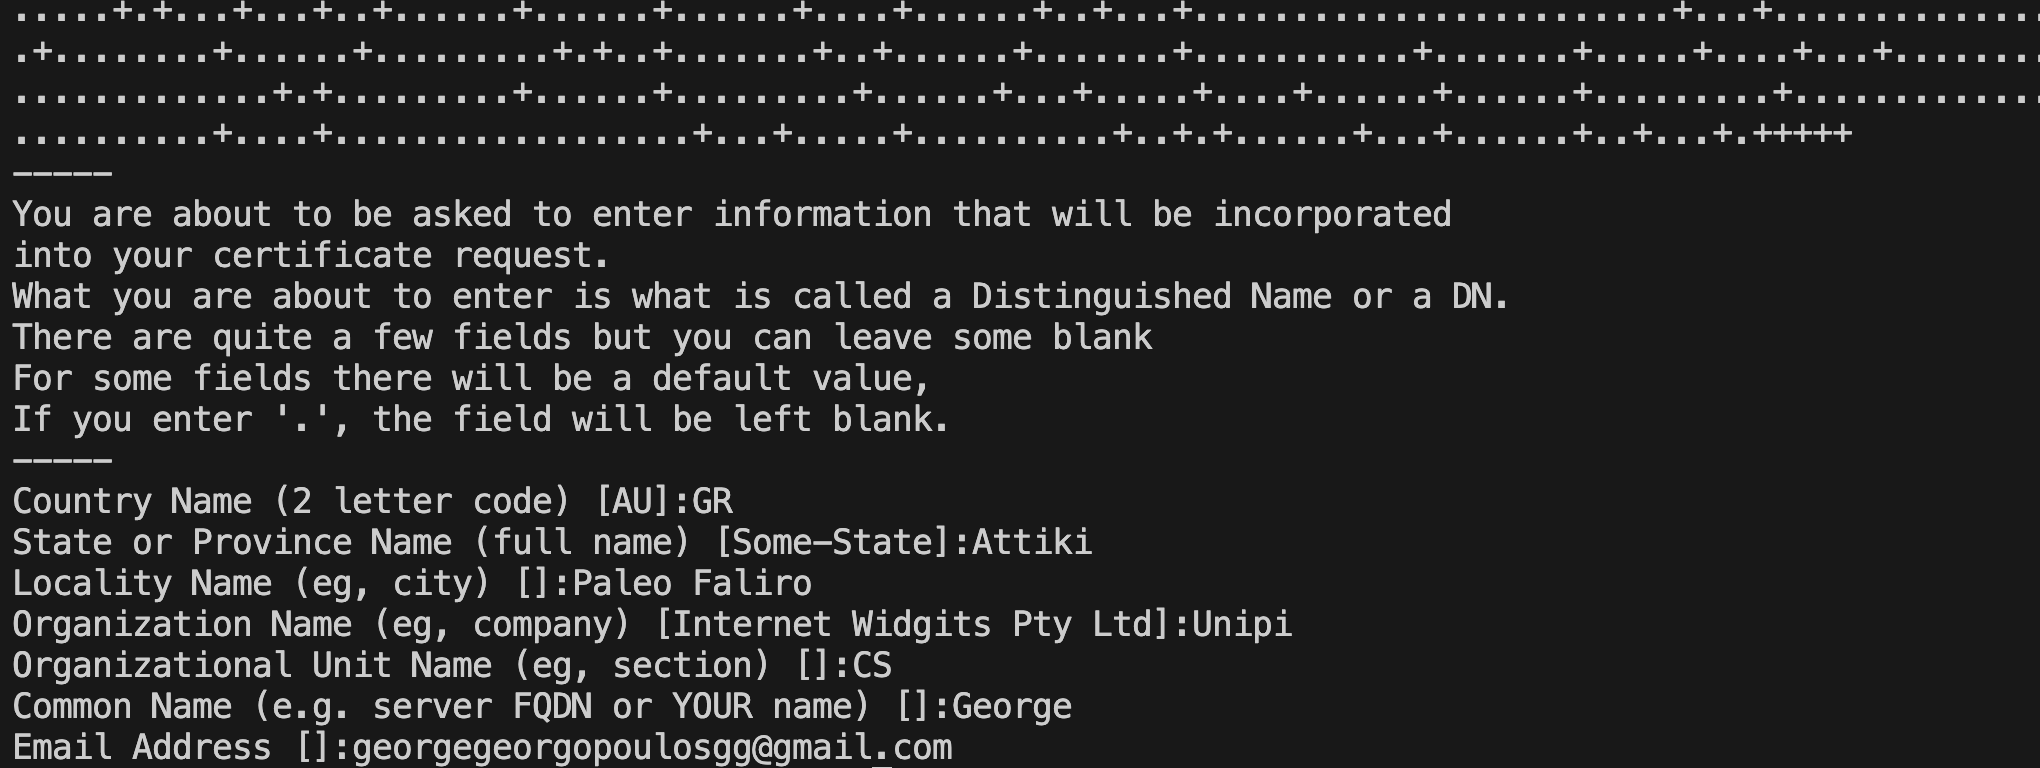 .....+.+...+...+..+.......+......+......+....+......+..+...+........................+...+.............
.+........+......+.........+.+..+.......+..+......+.......+...........+.......+.....+....+...+........
.............+.+.........+......+.........+......+...+.....+....+......+......+.........+.............
..........+....+..................+...+.....+..........+..+.+......+...+......+..+...+.+++++
-----
You are about to be asked to enter information that will be incorporated
into your certificate request.
What you are about to enter is what is called a Distinguished Name or a DN.
There are quite a few fields but you can leave some blank
For some fields there will be a default value,
If you enter '.', the field will be left blank.
-----
Country Name (2 letter code) [AU]:GR
State or Province Name (full name) [Some-State]:Attiki
Locality Name (eg, city) []:Paleo Faliro
Organization Name (eg, company) [Internet Widgits Pty Ltd]:Unipi
Organizational Unit Name (eg, section) []:CS
Common Name (e.g. server FQDN or YOUR name) []:George
Email Address []:georgegeorgopoulosgg@gmail.com